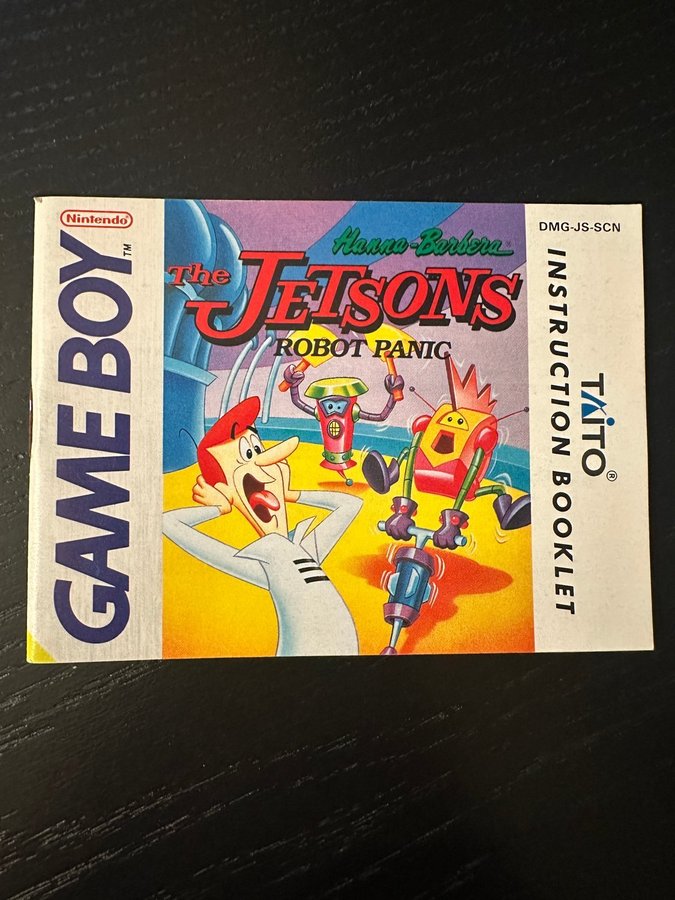 Nintendo
GAME BOY™
Hanna-Barbera®
The JETSONS
ROBOT PANIC
DMG-JS-SCN
TAITO®
INSTRUCTION BOOKLET